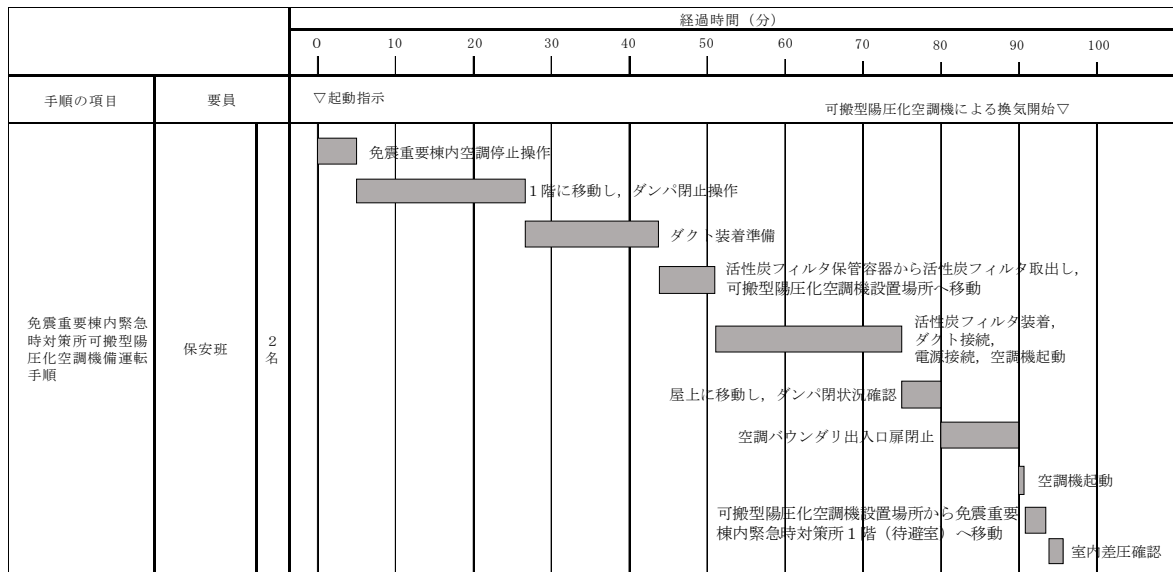 経過時間（分）
0 10 20 30 40 50 60 70 80 90 100
手順の項目 要員 ▽起動指示
可搬型陽圧化空調機による換気開始▽
免震重要棟内空調停止操作
１階に移動し，ダンパ閉止操作
ダクト装着準備
活性炭フィルタ保管容器から活性炭フィルタ取出し，
可搬型陽圧化空調機設置場所へ移動
免震重要棟内緊急
時対策所可搬型陽
圧化空調機備運転
手順
保安班
２
名
活性炭フィルタ装着，
ダクト接続，
電源接続，空調機起動
屋上に移動し，ダンパ閉状況確認
空調バウンダリ出入口扉閉止
空調機起動
可搬型陽圧化空調機設置場所から免震重要
棟内緊急時対策所１階（待避室）へ移動
室内差圧確認